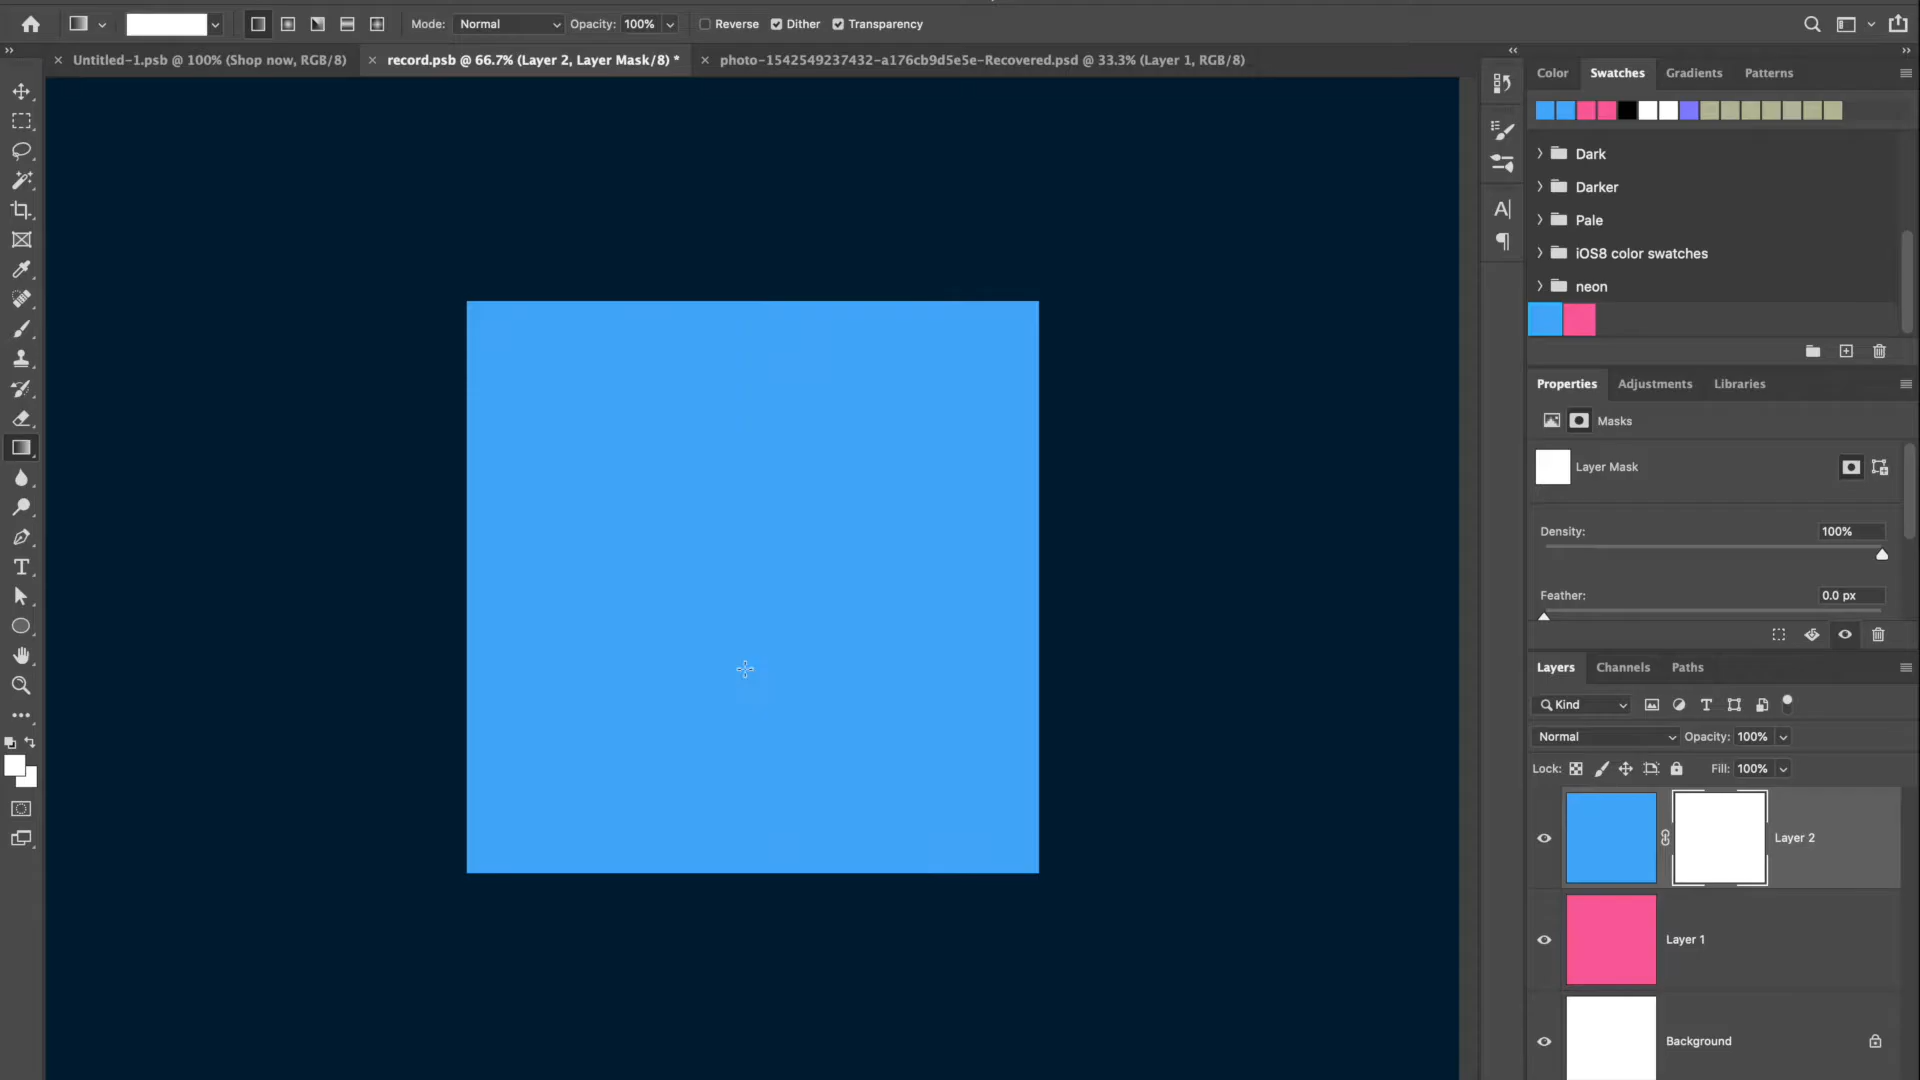 Mode: Normal Opacity: 100% Reverse Dither Transparency
Untitled-1.psb @ 100% (Shop now, RGB/8) record.psb @ 66.7% (Layer 2, Layer Mask/8) * photo-1542549237432-a176cb9d5e5e-Recovered.psd @ 33.3% (Layer 1, RGB/8)
Color Swatches Gradients Patterns
Dark
Darker
Pale
iOS8 color swatches
neon
Properties Adjustments Libraries
Masks
Layer Mask
Density: 100%
Feather: 0.0 px
Layers Channels Paths
Kind
Normal Opacity: 100%
Lock: Fill: 100%
Layer 2
Layer 1
Background